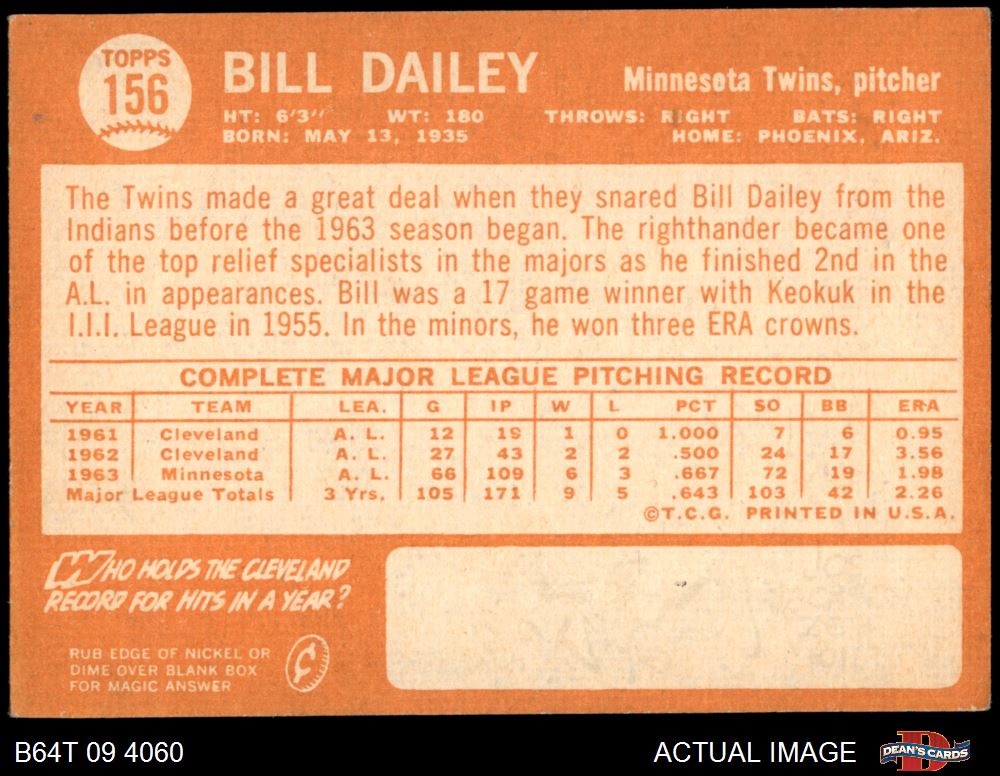 TOPPS
156
BILL DAILEY
Minnesota Twins, pitcher
HT: 6'3" WT: 180 THROWS: RIGHT BATS: RIGHT
BORN: MAY 13, 1935 HOME: PHOENIX, ARIZ.
The Twins made a great deal when they snared Bill Dailey from the
Indians before the 1963 season began. The righthander became one
of the top relief specialists in the majors as he finished 2nd in the
A.L. in appearances. Bill was a 17 game winner with Keokuk in the
I.I.I. League in 1955. In the minors, he won three ERA crowns.
COMPLETE MAJOR LEAGUE PITCHING RECORD
YEAR TEAM LEA. G IP W L PCT SO BB ERA
1961 Cleveland A. L. 12 19 1 0 1.000 7 6 0.95
1962 Cleveland A. L. 27 43 2 2 .500 24 17 3.56
1963 Minnesota A. L. 66 109 6 3 .667 72 19 1.98
Major League Totals 3 Yrs. 105 171 9 5 .643 103 42 2.26
©T.C.G. PRINTED IN U.S.A.
WHO HOLDS THE CLEVELAND
RECORD FOR HITS IN A YEAR?
RUB EDGE OF NICKEL OR
DIME OVER BLANK BOX
FOR MAGIC ANSWER
B64T 09 4060
ACTUAL IMAGE
DEAN'S CARDS